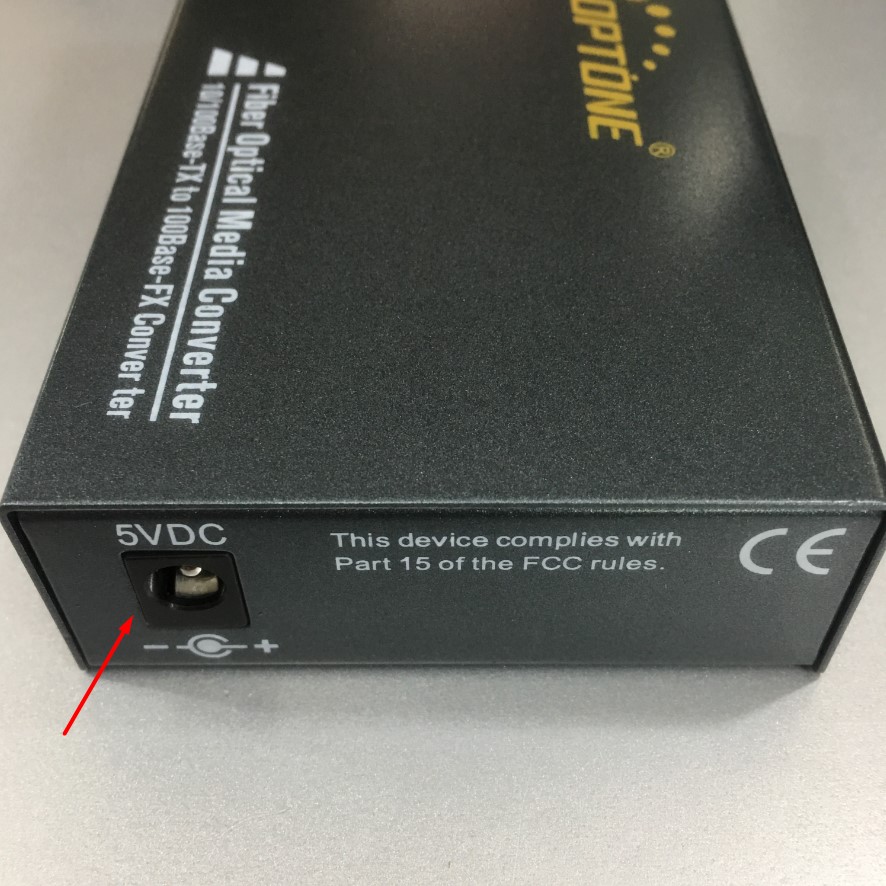 OPTONE®
Fiber Optical Media Converter
10/100Base-TX to 100Base-FX Converter
5VDC
This device complies with
Part 15 of the FCC rules.
CE
- +